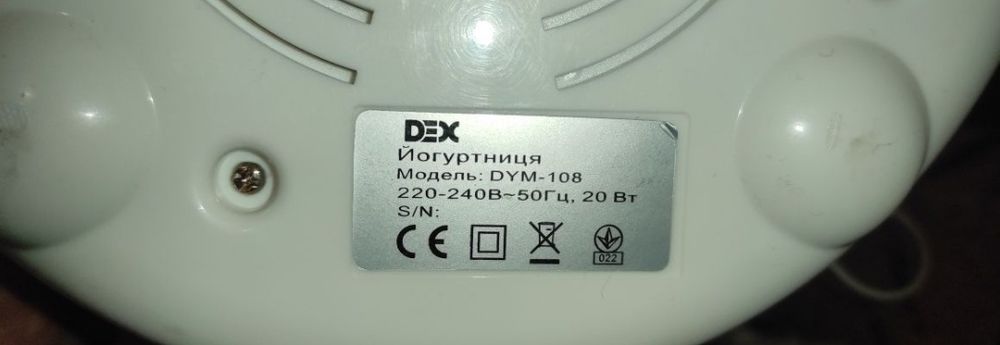 DEX
Йогуртниця
Модель: DYM-108
220-240В~50Гц, 20 Вт
S/N:
CE
022